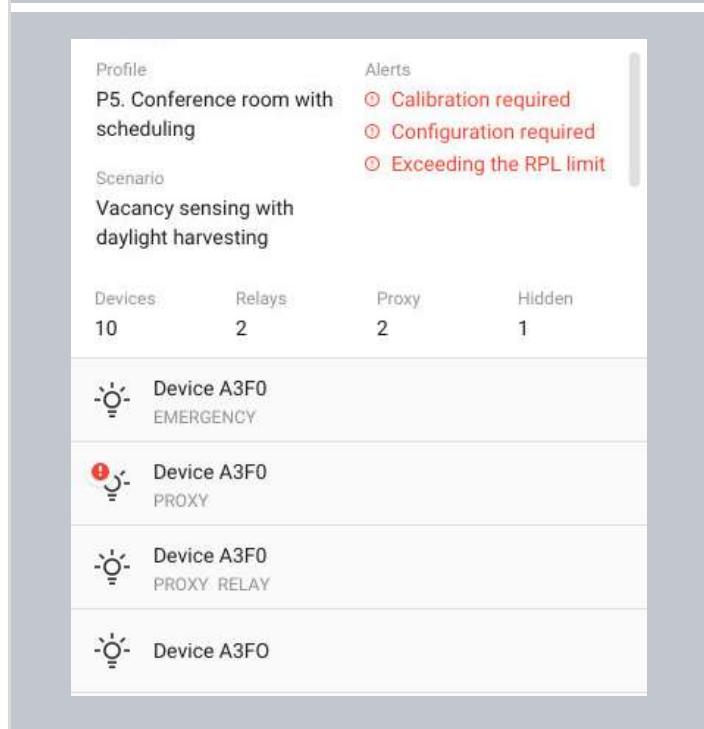 Profile
P5. Conference room with
scheduling
Scenario
Vacancy sensing with
daylight harvesting
Alerts
Calibration required
Configuration required
Exceeding the RPL limit
Devices Relays Proxy Hidden
10 2 2 1
Device A3F0
EMERGENCY
Device A3F0
PROXY
Device A3F0
PROXY RELAY
Device A3FO